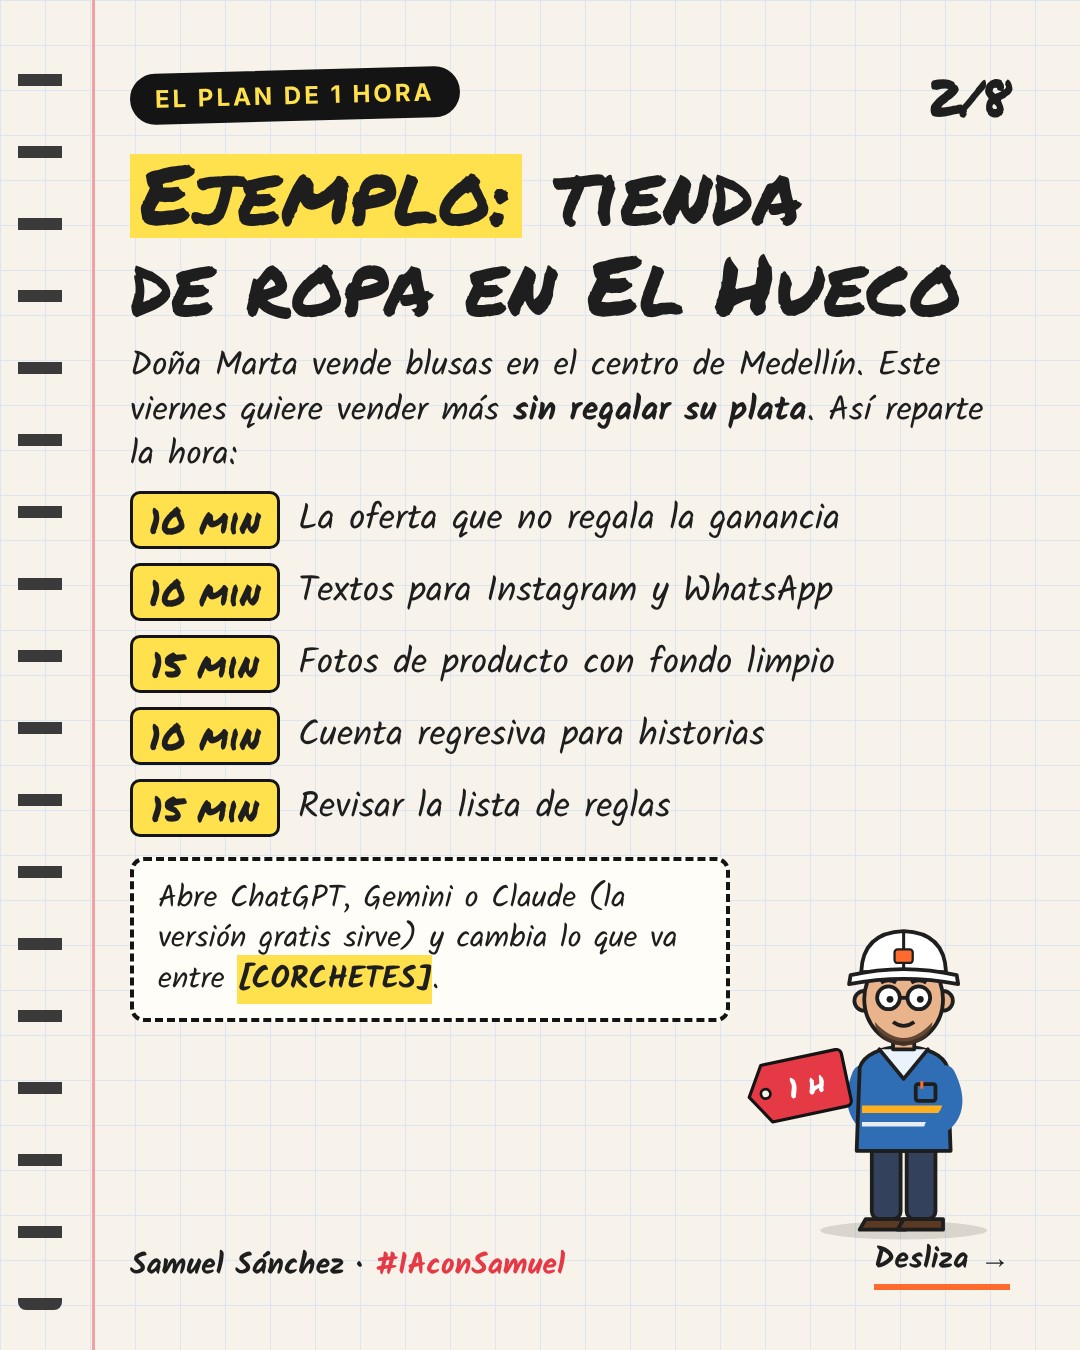 EL PLAN DE 1 HORA
2/8
Ejemplo: tienda
de ropa en El Hueco
Doña Marta vende blusas en el centro de Medellín. Este
viernes quiere vender más sin regalar su plata. Así reparte
la hora:
10 min La oferta que no regala la ganancia
10 min Textos para Instagram y WhatsApp
15 min Fotos de producto con fondo limpio
10 min Cuenta regresiva para historias
15 min Revisar la lista de reglas
Abre ChatGPT, Gemini o Claude (la
versión gratis sirve) y cambia lo que va
entre [CORCHETES].
1 H
Samuel Sánchez · #IAconSamuel
Desliza →